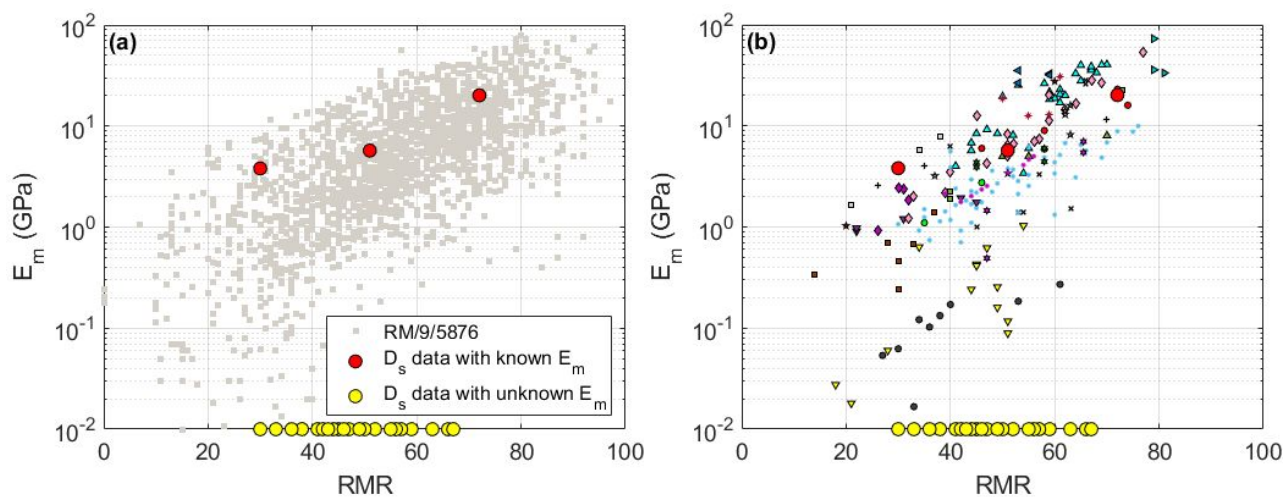 (a)
10^2
10^1
10^0
10^-1
10^-2
E_m (GPa)
RM/9/5876
D_s data with known E_m
D_s data with unknown E_m
0 20 40 60 80 100
RMR
(b)
10^2
10^1
10^0
10^-1
10^-2
E_m (GPa)
0 20 40 60 80 100
RMR